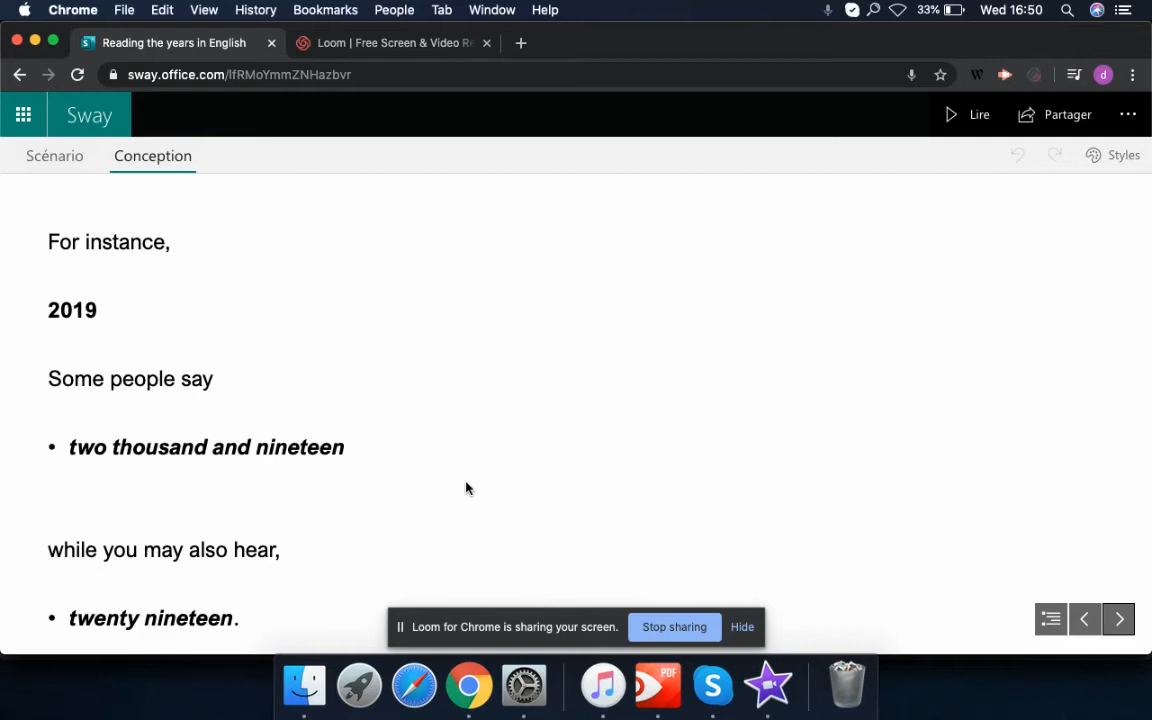 Chrome File Edit View History Bookmarks People Tab Window Help 33% Wed 16:50
Reading the years in English Loom | Free Screen & Video Re
sway.office.com/lfRMoYmmZNHazbvr W d
Sway Lire Partager
Scénario Conception Styles
For instance,
2019
Some people say
• two thousand and nineteen
while you may also hear,
• twenty nineteen.
Loom for Chrome is sharing your screen. Stop sharing Hide
PDF